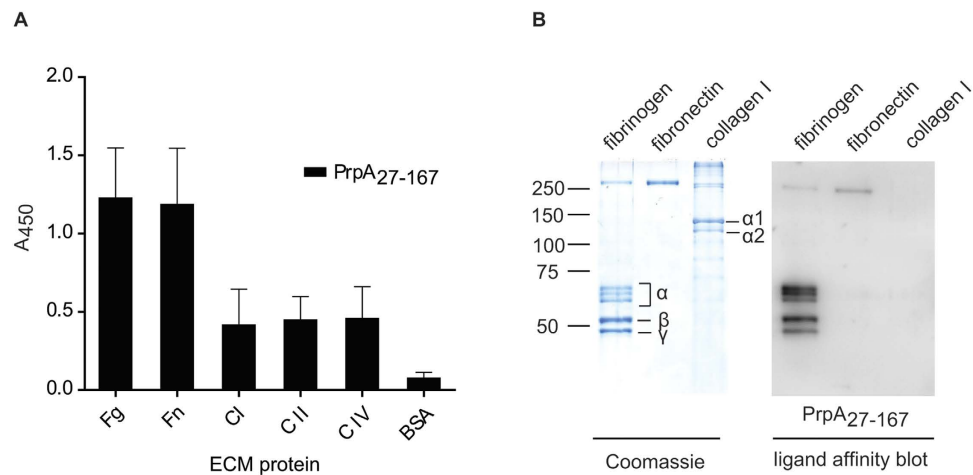 A
2.0
1.5
1.0
0.5
0.0
A450
PrpA27-167
Fg
Fn
CI
C II
C IV
BSA
ECM protein
B
fibrinogen
fibronectin
collagen I
fibrinogen
fibronectin
collagen I
250
150
100
75
50
α1
α2
α
β
γ
PrpA27-167
Coomassie
ligand affinity blot